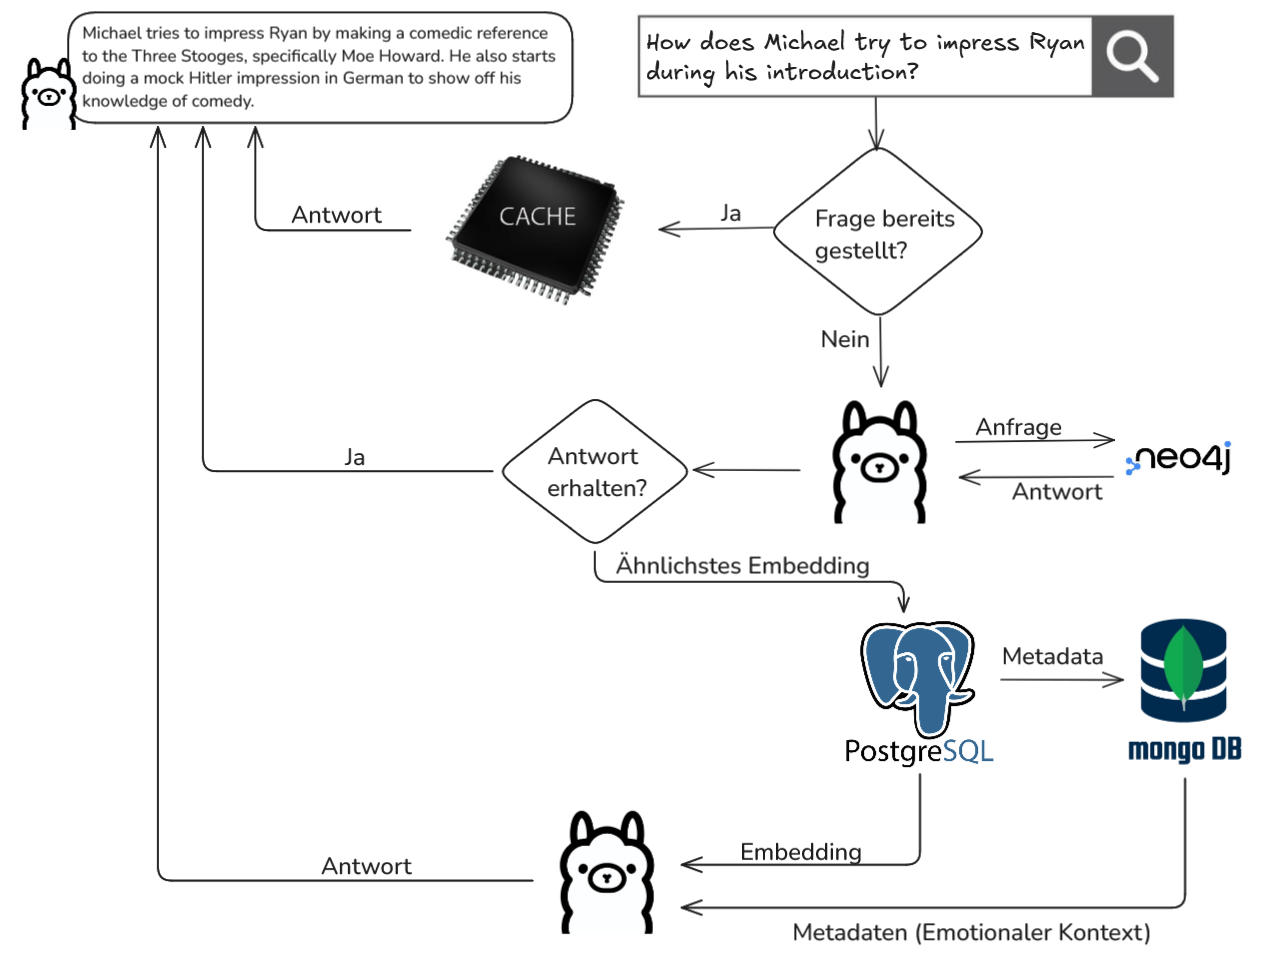 Michael tries to impress Ryan by making a comedic reference
to the Three Stooges, specifically Moe Howard. He also starts
doing a mock Hitler impression in German to show off his
knowledge of comedy.
How does Michael try to impress Ryan
during his introduction?
CACHE
Antwort
Ja
Frage bereits
gestellt?
Nein
Anfrage
neo4j
Antwort
Antwort
erhalten?
Ja
Ähnlichstes Embedding
PostgreSQL
Metadata
mongo DB
Embedding
Antwort
Metadaten (Emotionaler Kontext)